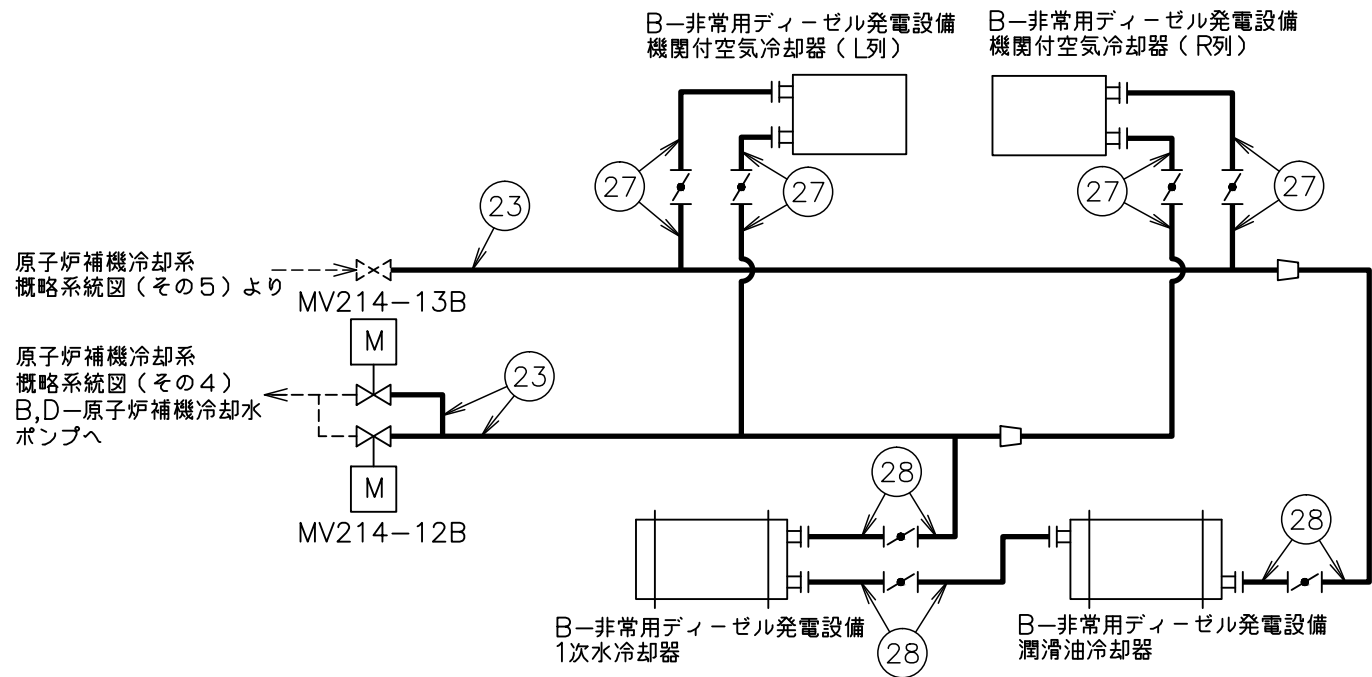 B－非常用ディーゼル発電設備
機関付空気冷却器（L列）
B－非常用ディーゼル発電設備
機関付空気冷却器（R列）
27
27
27
27
23
原子炉補機冷却系
概略系統図（その５）より
MV214－13B
M
原子炉補機冷却系
概略系統図（その４）
B,D－原子炉補機冷却水
ポンプへ
23
M
MV214－12B
28
28
B－非常用ディーゼル発電設備
1次水冷却器
28
B－非常用ディーゼル発電設備
潤滑油冷却器